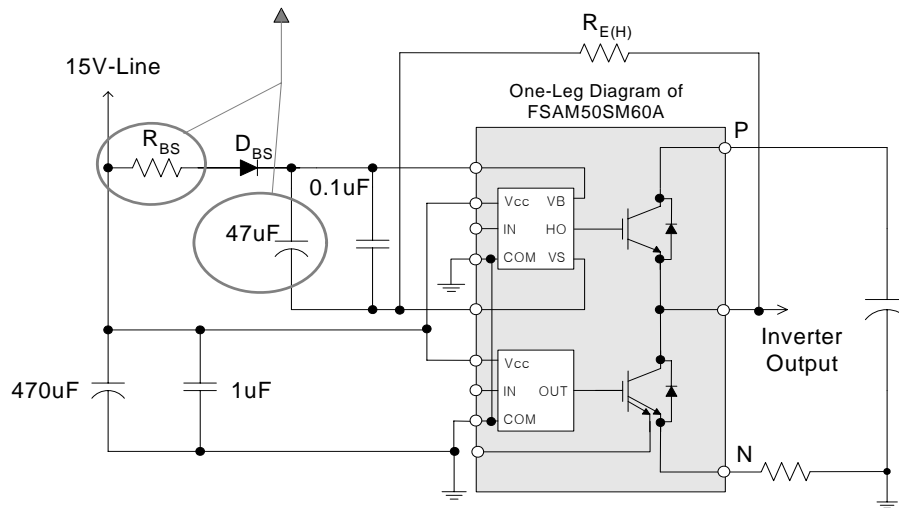 R_E(H)
15V-Line
One-Leg Diagram of
FSAM50SM60A
P
R_BS
D_BS
0.1uF
Vcc VB
47uF
IN HO
COM VS
Inverter
Output
Vcc
470uF
1uF
IN OUT
COM
N